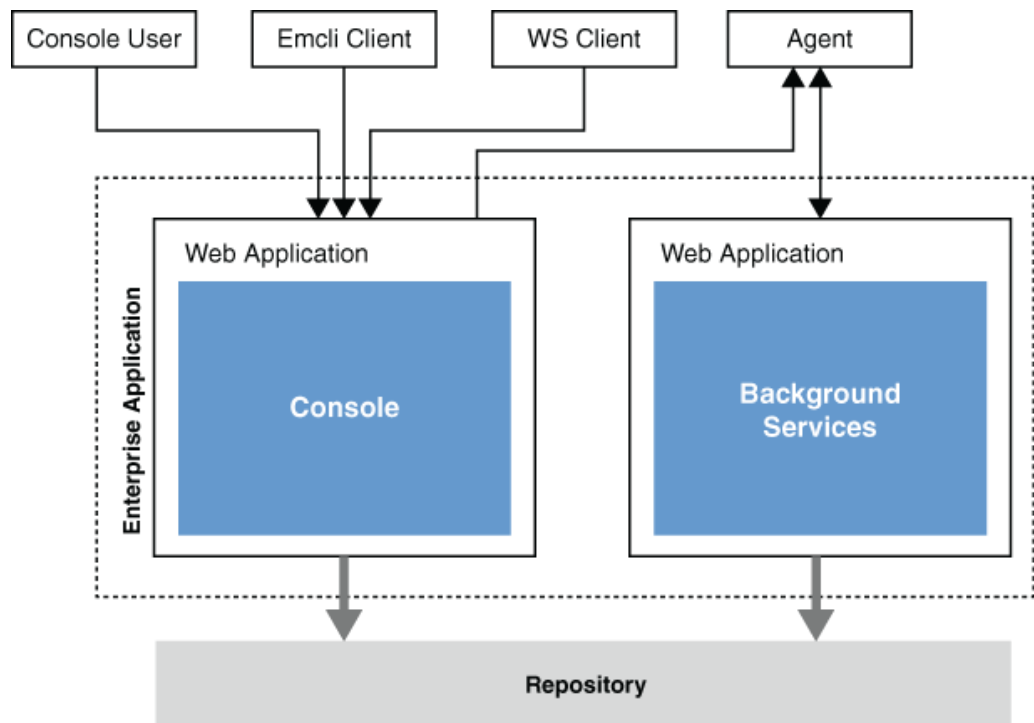 Console User
Emcli Client
WS Client
Agent
Enterprise Application
Web Application
Console
Web Application
Background
Services
Repository